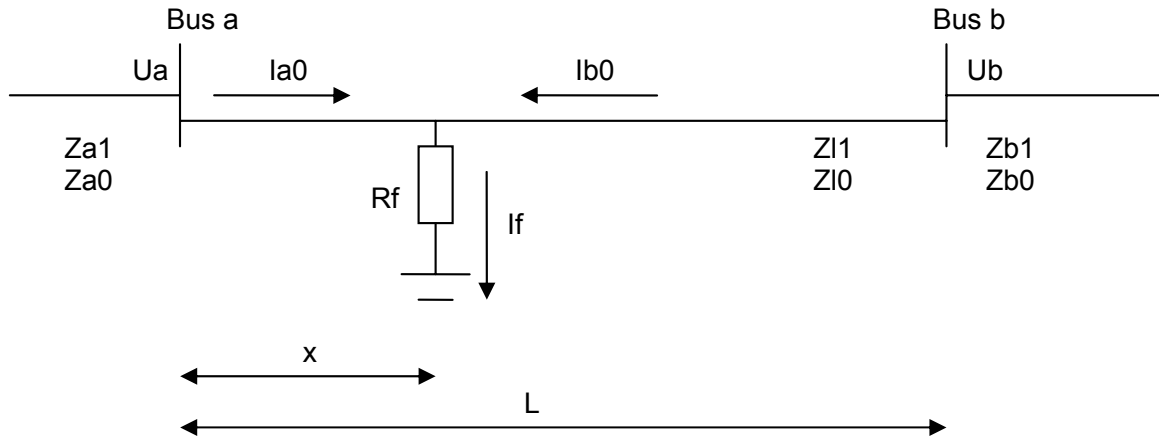 Bus a
Bus b
Ua
Ia0
Ib0
Ub
Za1
Za0
Zl1
Zl0
Zb1
Zb0
Rf
If
x
L